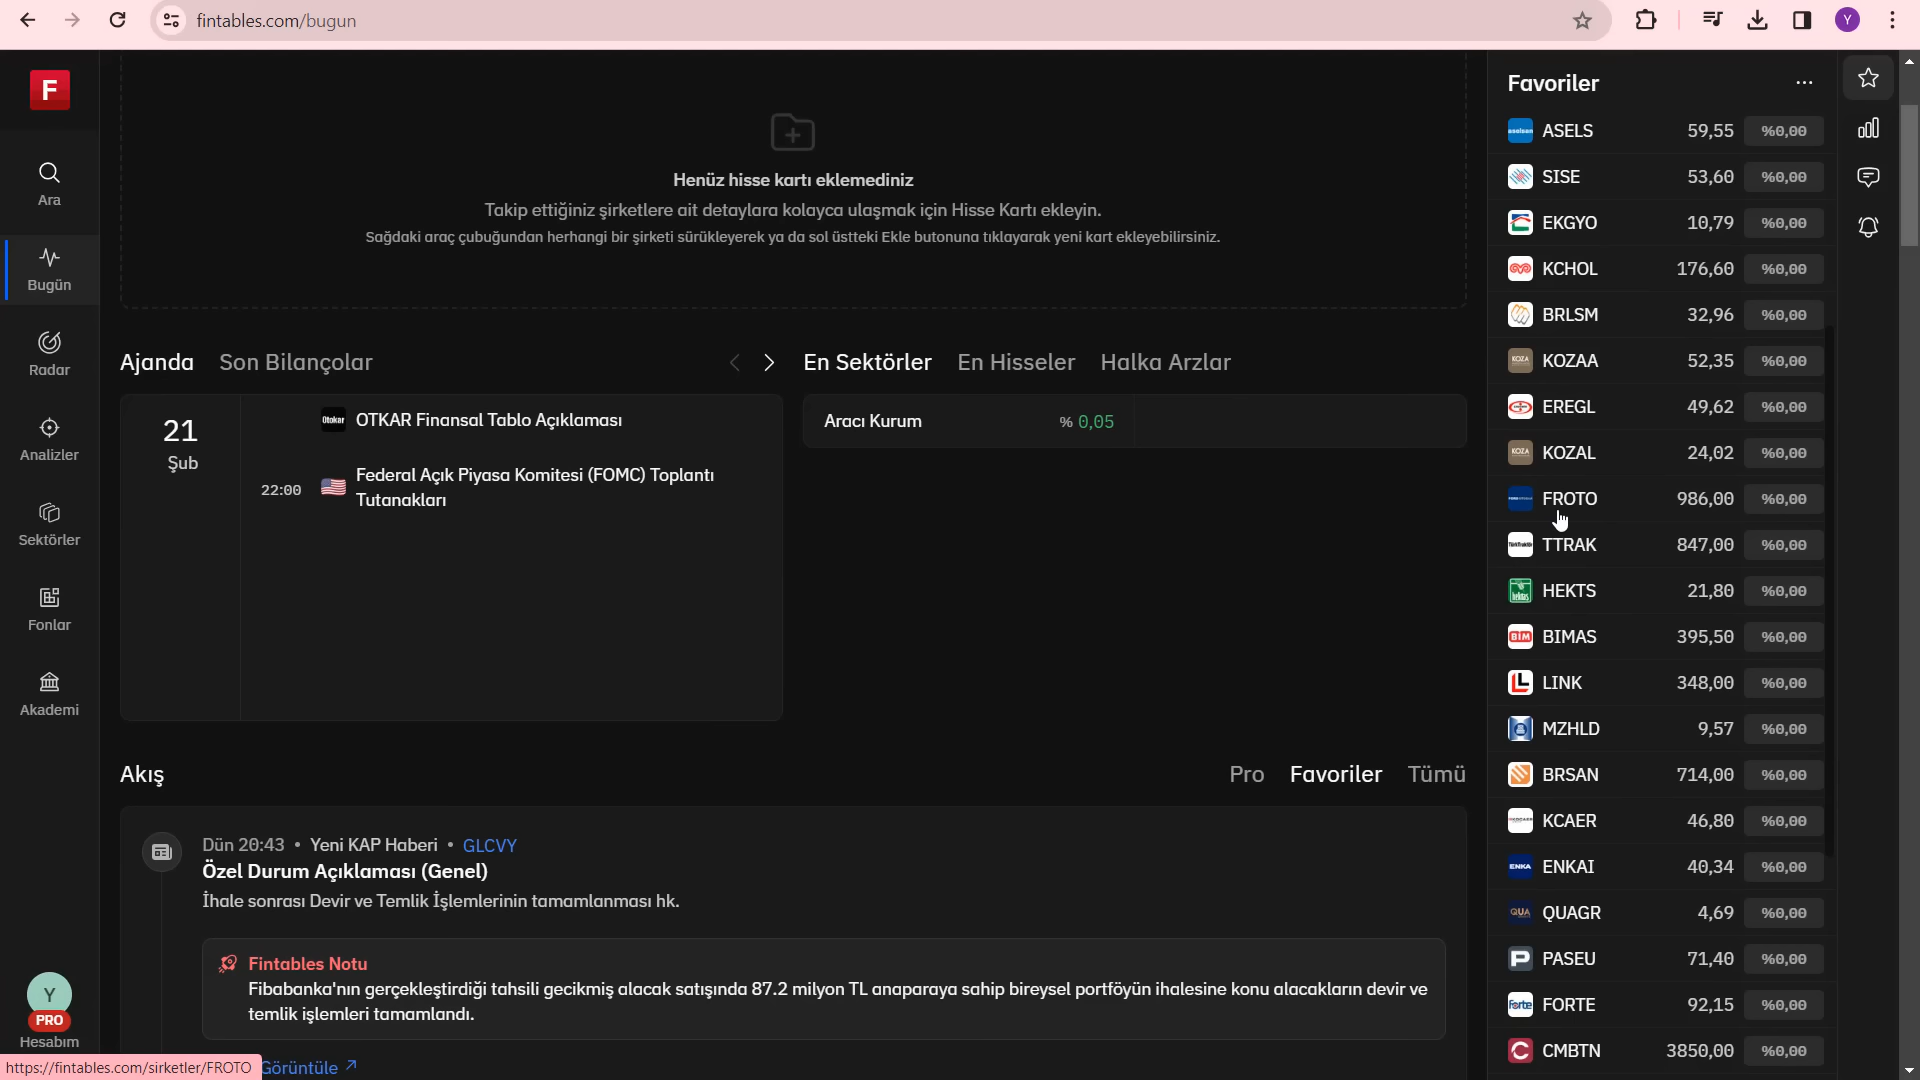 fintables.com/bugun
Y
F
Ara
Bugün
Radar
Analizler
Sektörler
Fonlar
Akademi
Y
PRO
Hesabım
Henüz hisse kartı eklemediniz
Takip ettiğiniz şirketlere ait detaylara kolayca ulaşmak için Hisse Kartı ekleyin.
Sağdaki araç çubuğundan herhangi bir şirketi sürükleyerek ya da sol üstteki Ekle butonuna tıklayarak yeni kart ekleyebilirsiniz.
Ajanda Son Bilançolar
21
Şub
Otokar OTKAR Finansal Tablo Açıklaması
22:00 Federal Açık Piyasa Komitesi (FOMC) Toplantı
Tutanakları
En Sektörler En Hisseler Halka Arzlar
Aracı Kurum % 0,05
Akış
Pro Favoriler Tümü
Dün 20:43 • Yeni KAP Haberi • GLCVY
Özel Durum Açıklaması (Genel)
İhale sonrası Devir ve Temlik İşlemlerinin tamamlanması hk.
Fintables Notu
Fibabanka'nın gerçekleştirdiği tahsili gecikmiş alacak satışında 87.2 milyon TL anaparaya sahip bireysel portföyün ihalesine konu alacakların devir ve
temlik işlemleri tamamlandı.
Görüntüle
https://fintables.com/sirketler/FROTO
Favoriler
aselsan ASELS 59,55 %0,00
SISE 53,60 %0,00
EKGYO 10,79 %0,00
KCHOL 176,60 %0,00
BRLSM 32,96 %0,00
KOZA KOZAA 52,35 %0,00
EREGL 49,62 %0,00
KOZA KOZAL 24,02 %0,00
FROTO 986,00 %0,00
TTRAK 847,00 %0,00
HEKTS 21,80 %0,00
BİM BIMAS 395,50 %0,00
LINK 348,00 %0,00
MZHLD 9,57 %0,00
BRSAN 714,00 %0,00
KCAER 46,80 %0,00
ENKA ENKAI 40,34 %0,00
QUA QUAGR 4,69 %0,00
P PASEU 71,40 %0,00
Forte FORTE 92,15 %0,00
CMBTN 3850,00 %0,00